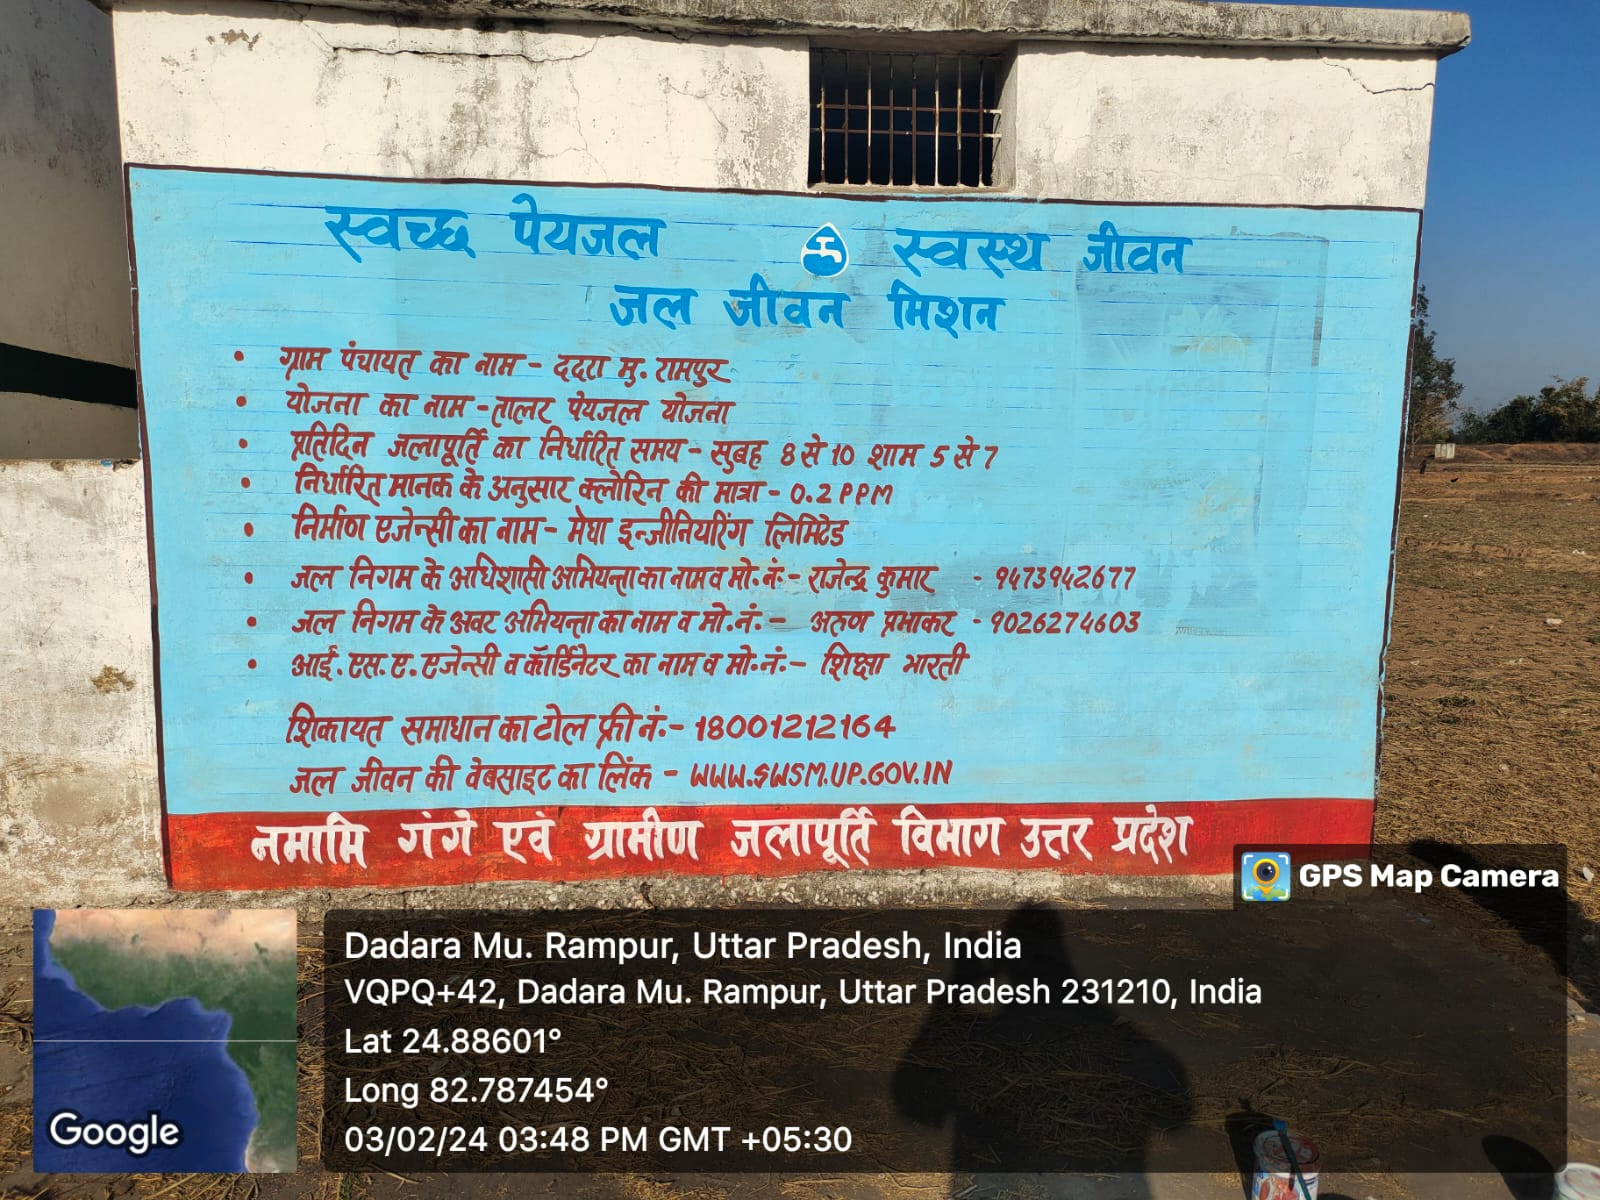 स्वच्छ पेयजल स्वस्थ जीवन
जल जीवन मिशन
• ग्राम पंचायत का नाम - ददरा मु. रामपुर
• योजना का नाम - तालर पेयजल योजना
• प्रतिदिन जलापूर्ति का निर्धारित समय - सुबह 8 से 10 शाम 5 से 7
• निर्धारित मानक के अनुसार क्लोरिन की मात्रा - 0.2 PPM
• निर्माण एजेन्सी का नाम - मेघा इन्जीनियरिंग लिमिटेड
• जल निगम के अधिशासी अभियन्ता का नाम व मो.नं.- राजेन्द्र कुमार - 9473942677
• जल निगम के अवर अभियन्ता का नाम व मो.नं. - अरुण प्रभाकर - 9026274603
• आई.एस.ए. एजेन्सी व कॉर्डिनेटर का नाम व मो.नं.- शिक्षा भारती
शिकायत समाधान का टोल फ्री नं.- 18001212164
जल जीवन की वेबसाइट का लिंक - WWW.SWSM.UP.GOV.IN
नमामि गंगे एवं ग्रामीण जलापूर्ति विभाग उत्तर प्रदेश
GPS Map Camera
Dadara Mu. Rampur, Uttar Pradesh, India
VQPQ+42, Dadara Mu. Rampur, Uttar Pradesh 231210, India
Lat 24.88601°
Long 82.787454°
03/02/24 03:48 PM GMT +05:30
Google